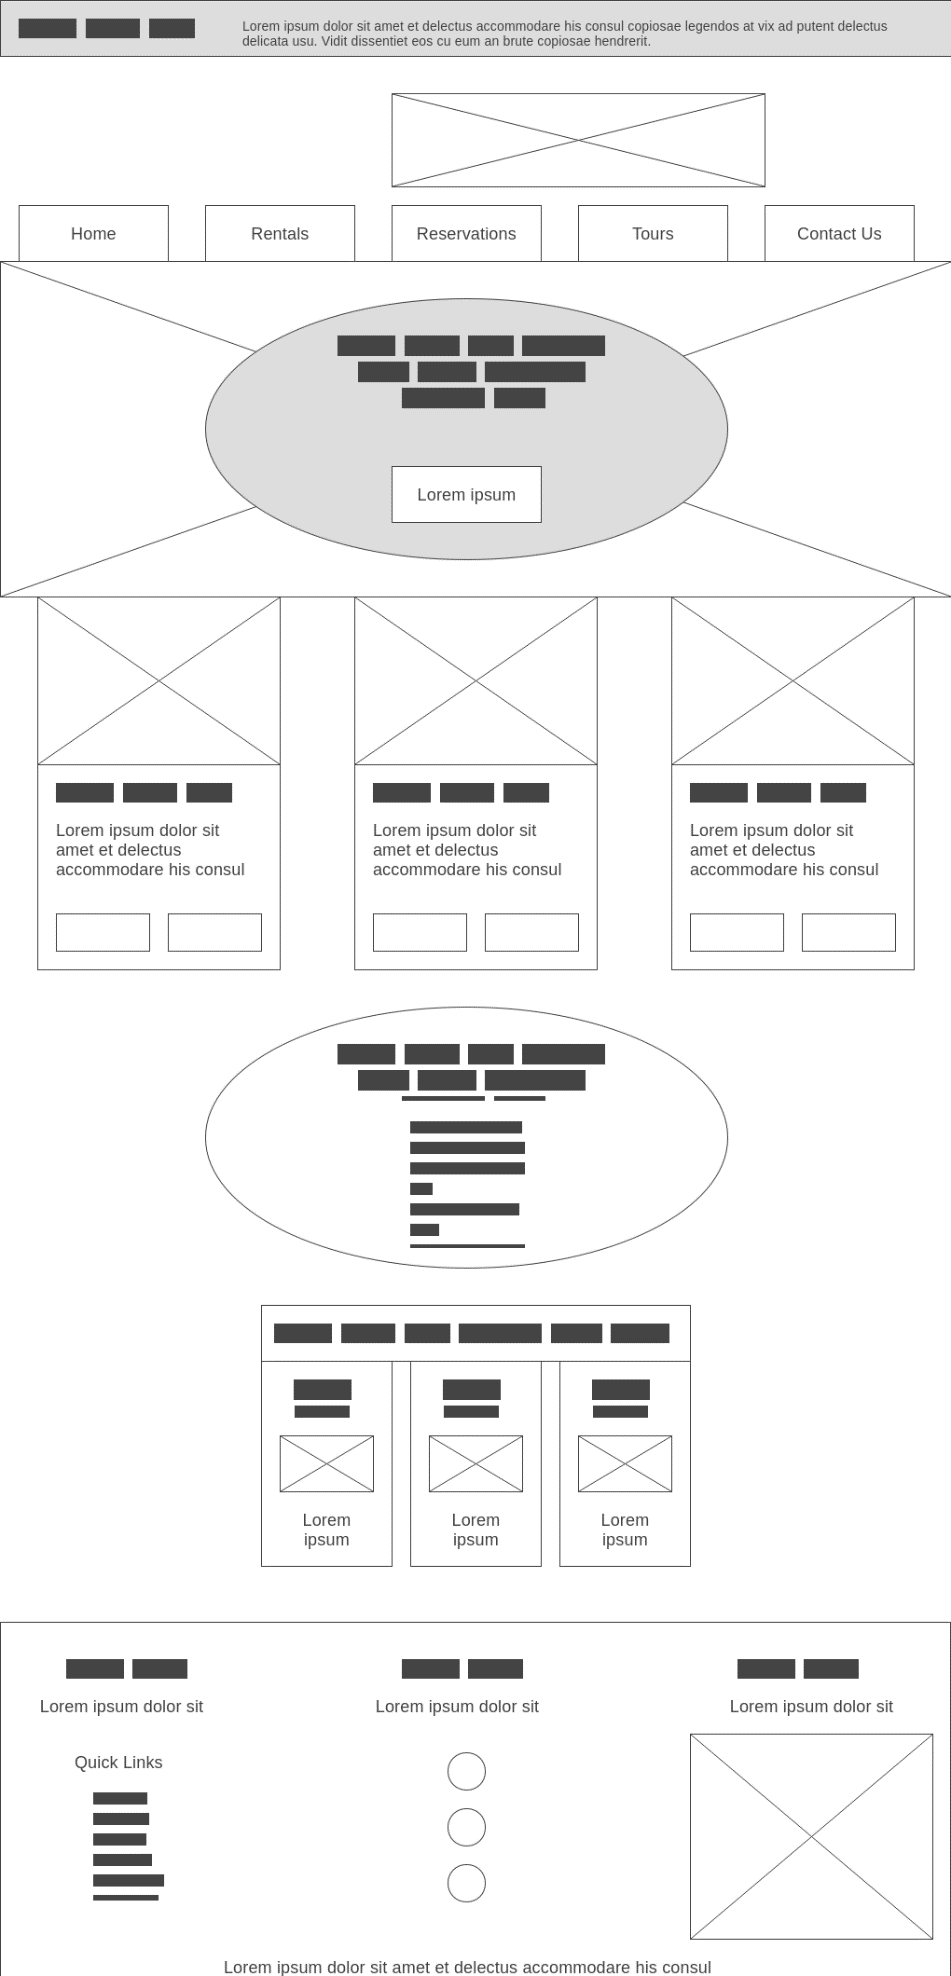 Lorem ipsum dolor sit amet et delectus accommodare his consul copiosae legendos at vix ad putent delectus
delicata usu. Vidit dissentiet eos cu eum an brute copiosae hendrerit.
Home
Rentals
Reservations
Tours
Contact Us
Lorem ipsum
Lorem ipsum dolor sit
amet et delectus
accommodare his consul
Lorem ipsum dolor sit
amet et delectus
accommodare his consul
Lorem ipsum dolor sit
amet et delectus
accommodare his consul
Lorem
ipsum
Lorem
ipsum
Lorem
ipsum
Lorem ipsum dolor sit
Lorem ipsum dolor sit
Lorem ipsum dolor sit
Quick Links
Lorem ipsum dolor sit amet et delectus accommodare his consul